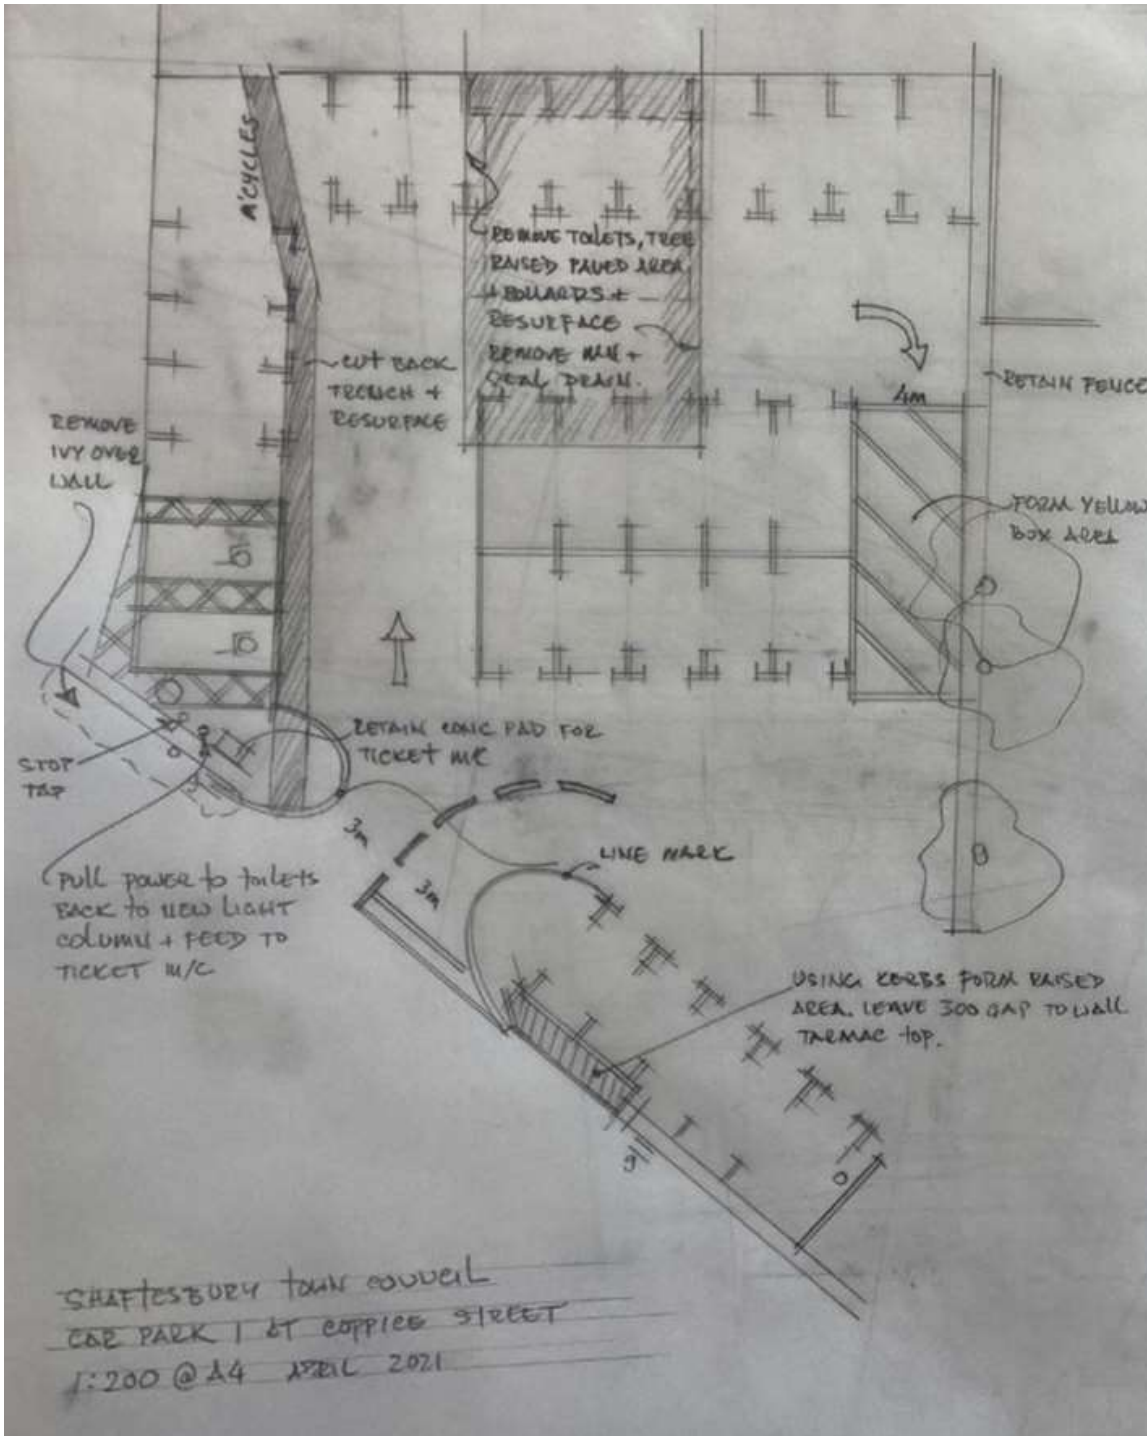 M'CYCLES
REMOVE TOILETS, TREE
RAISED PAVED AREA
+ BOLLARDS +
RESURFACE
REMOVE M/H +
SEAL DRAIN.
CUT BACK
TRENCH +
RESURFACE
REMOVE
IVY OVER
WALL
4m
RETAIN FENCE
FORM YELLOW
BOX AREA
RETAIN CONC PAD FOR
TICKET M/C
STOP
TAP
3m
3m
LINE MARK
PULL POWER TO TOILETS
BACK TO NEW LIGHT
COLUMN + FEED TO
TICKET M/C
USING KERBS FORM RAISED
AREA. LEAVE 300 GAP TO WALL
TARMAC TOP.
SHAFTESBURY TOWN COUNCIL
CAR PARK 1 AT COPPICE STREET
1:200 @ A4 APRIL 2021